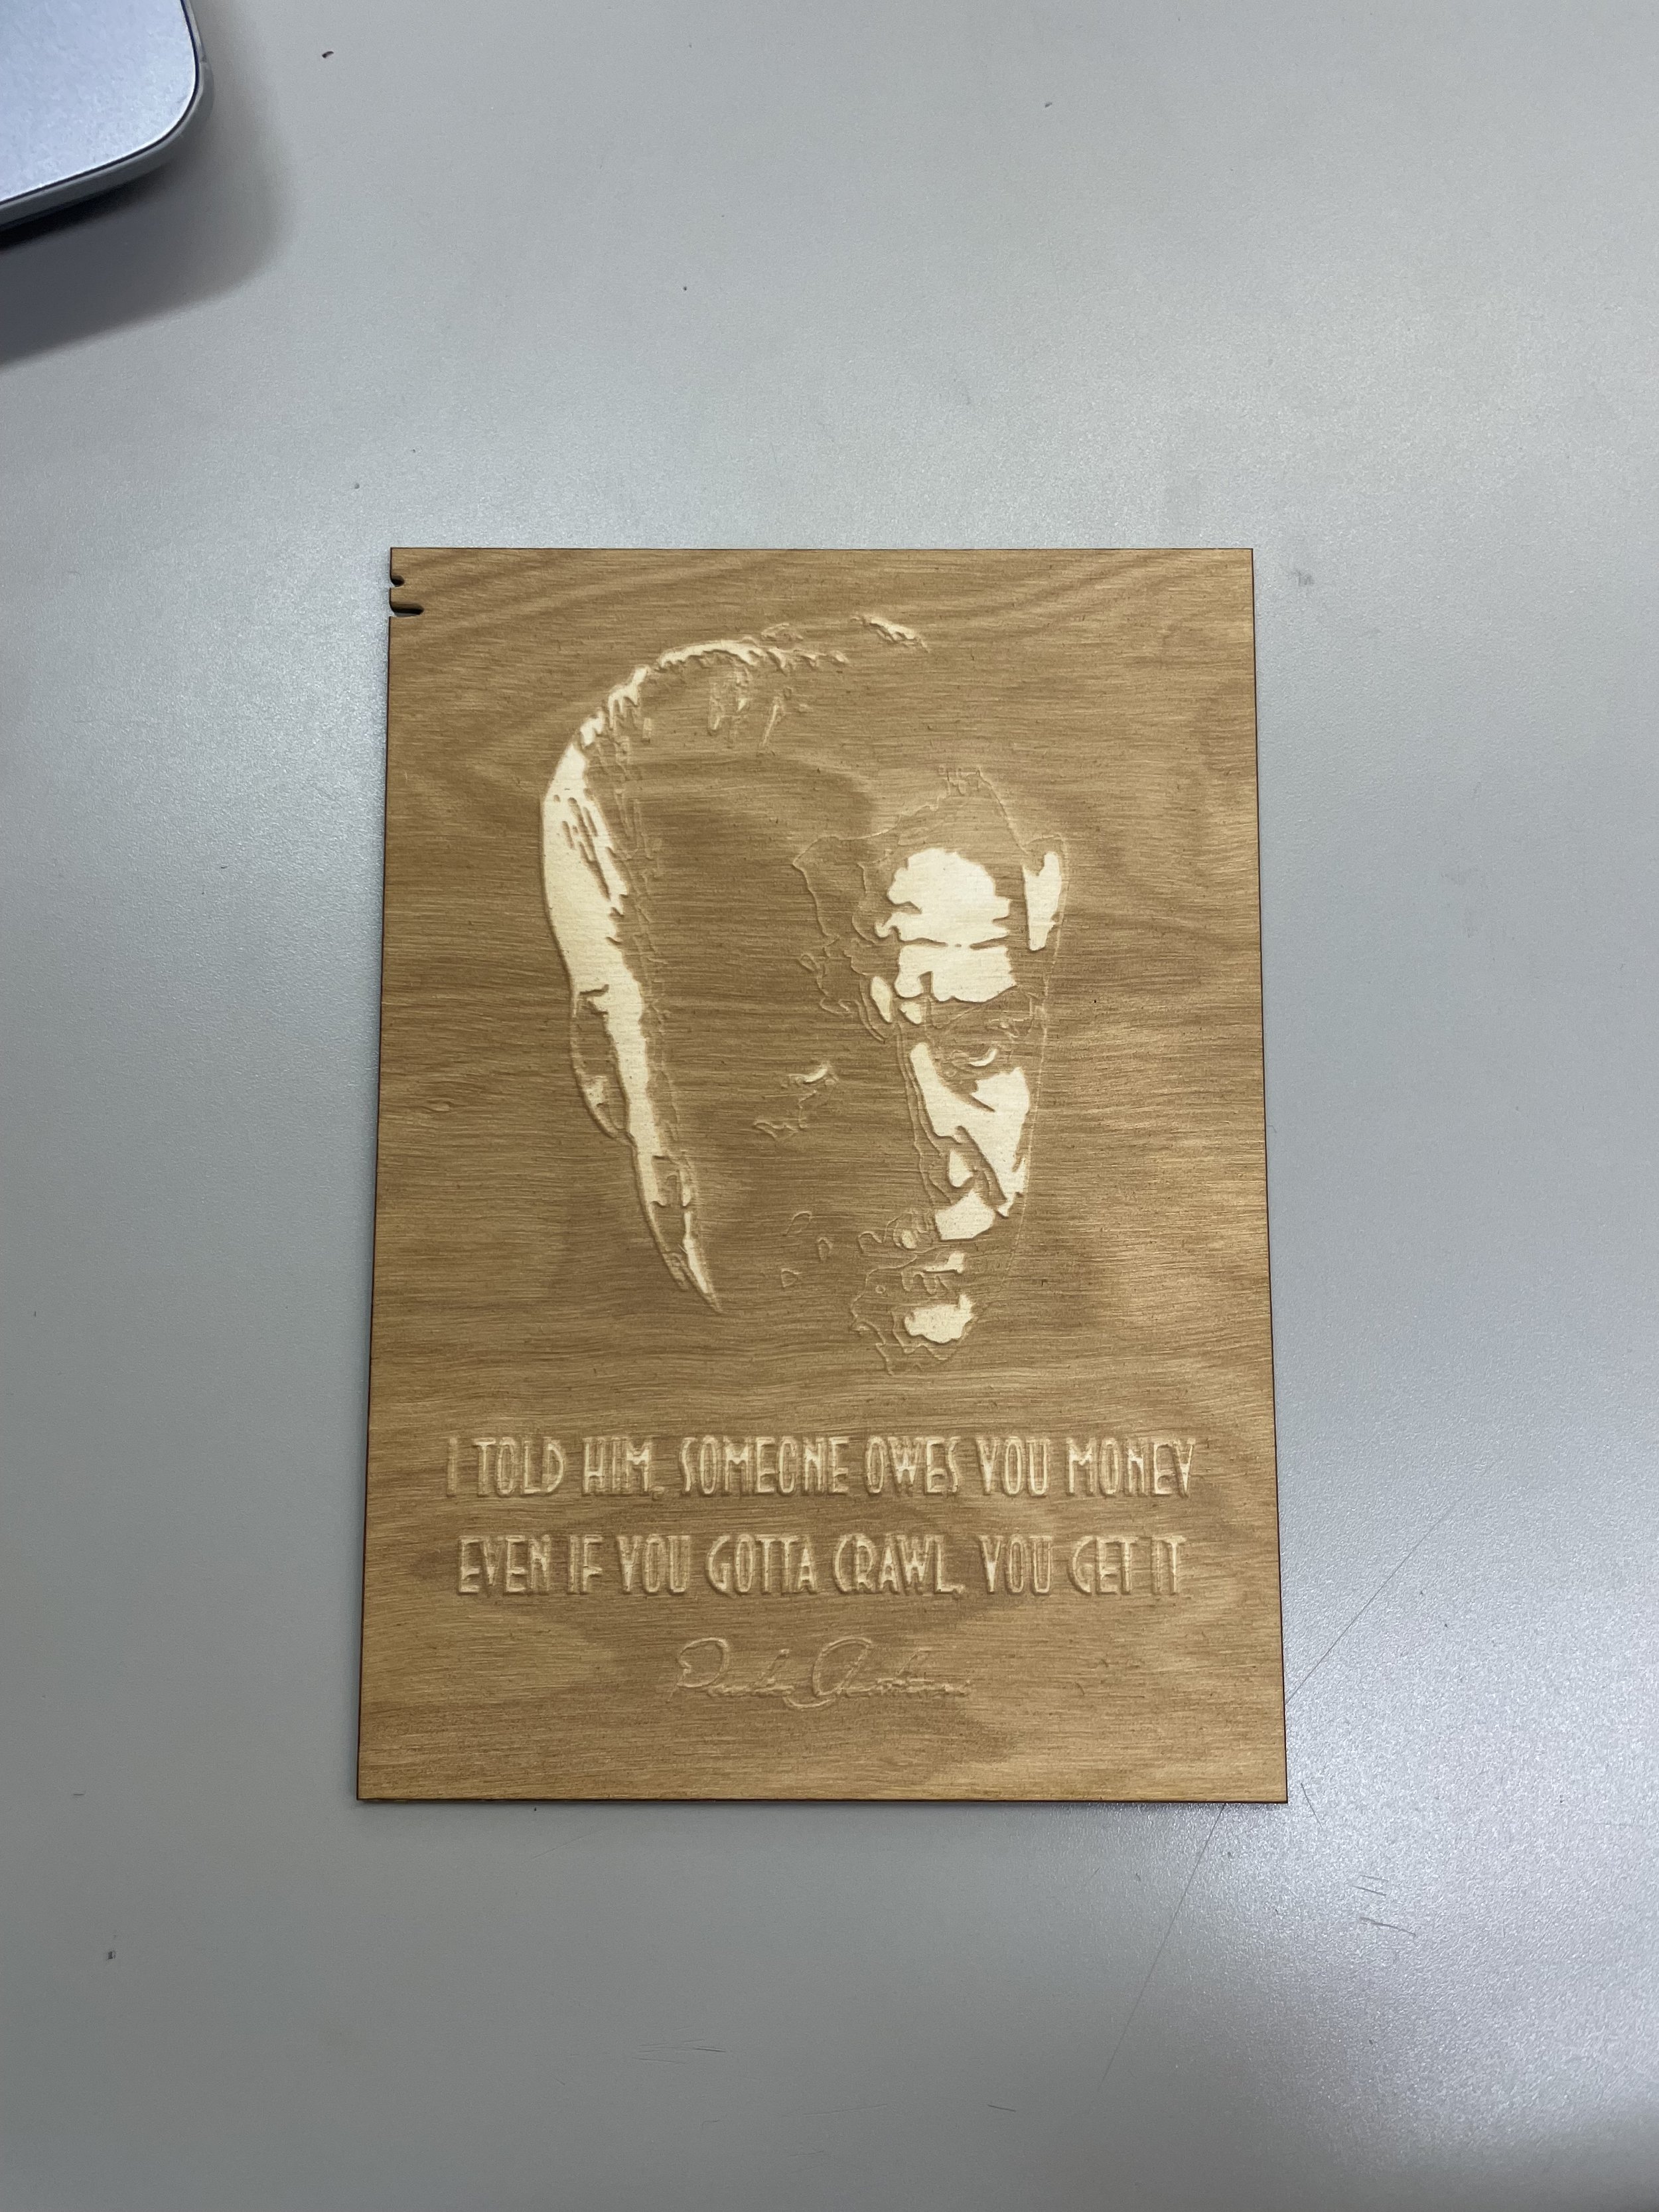 I TOLD HIM, SOMEONE OWES YOU MONEY
EVEN IF YOU GOTTA CRAWL, YOU GET IT